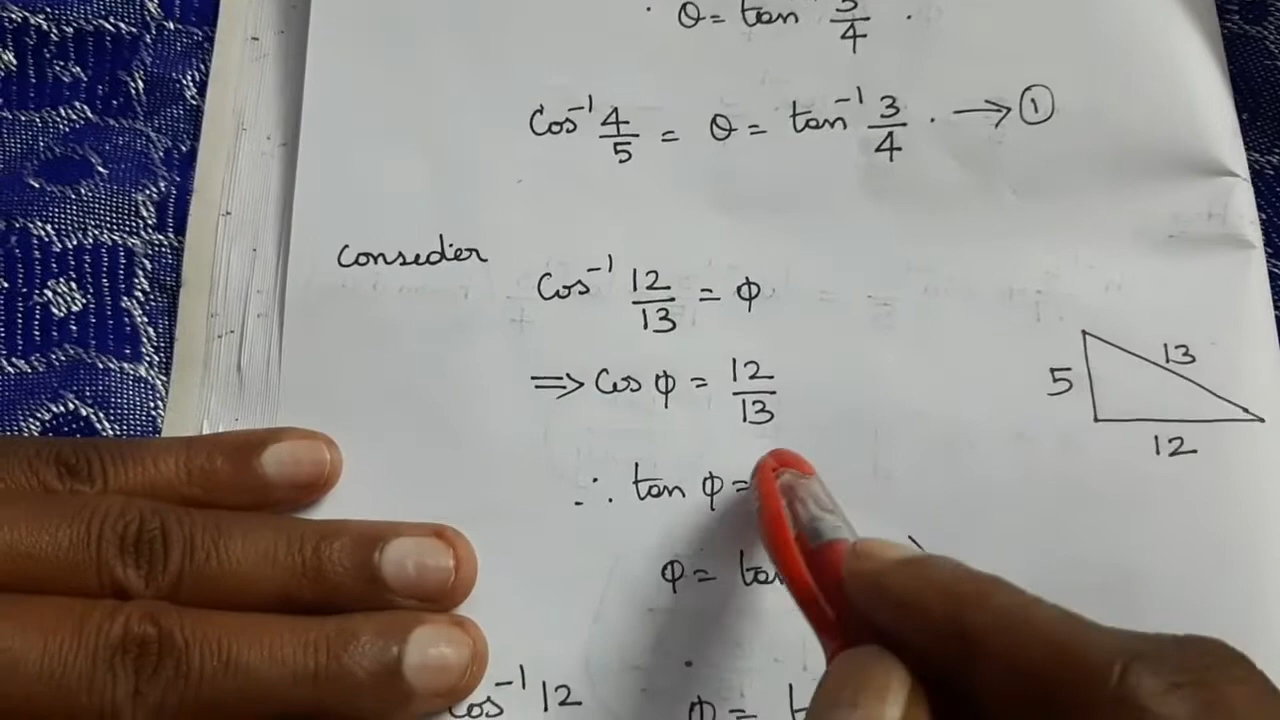 θ = tan 3/4 .
Cos⁻¹ 4/5 = θ = tan⁻¹ 3/4 . → ①
Conseder
Cos⁻¹ 12/13 = ϕ
⇒ Cos ϕ = 12/13
5 13
12
∴ tan ϕ =
ϕ = tan
Cos⁻¹ 12 ϕ = t